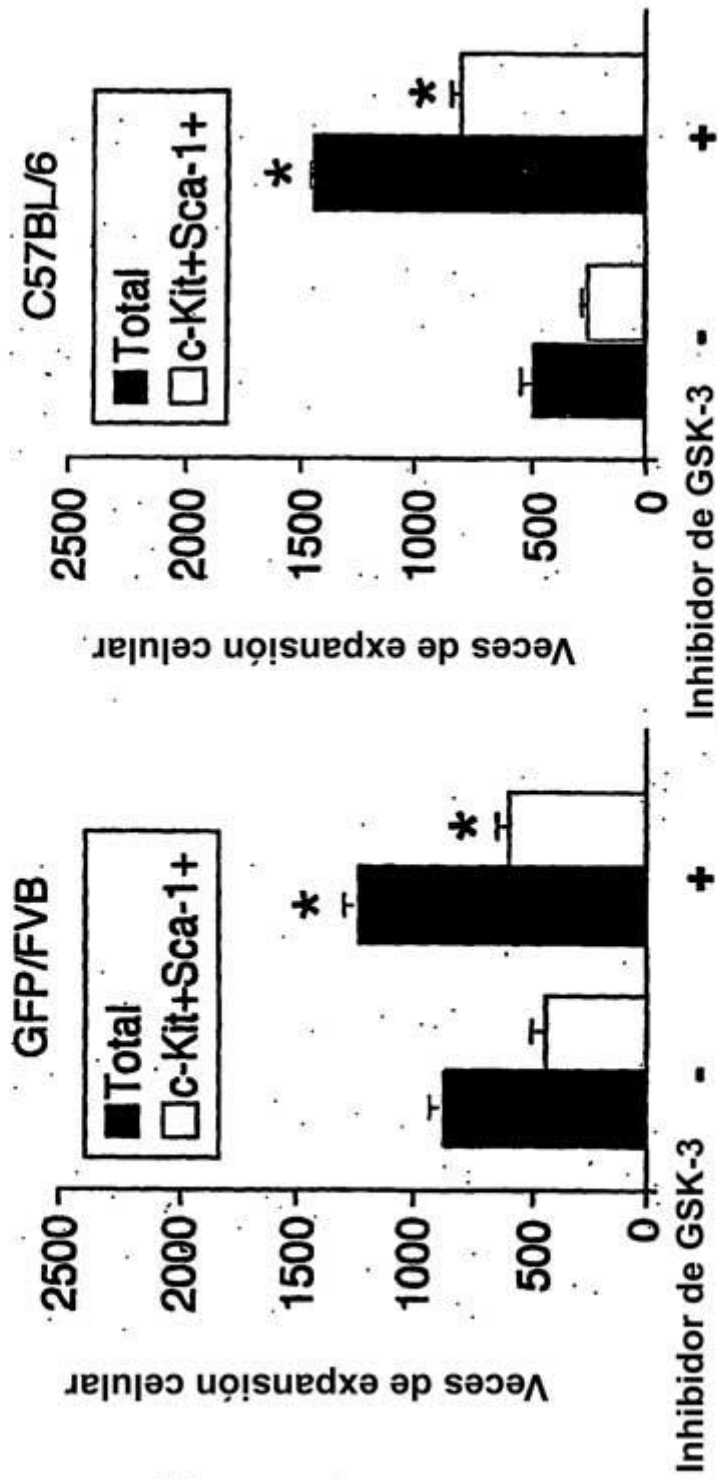 GFP/FVB
Total
c-Kit+Sca-1+
Veces de expansión celular
2500
2000
1500
1000
500
0
*
*
-
+
Inhibidor de GSK-3
C57BL/6
Total
c-Kit+Sca-1+
Veces de expansión celular
2500
2000
1500
1000
500
0
*
*
-
+
Inhibidor de GSK-3